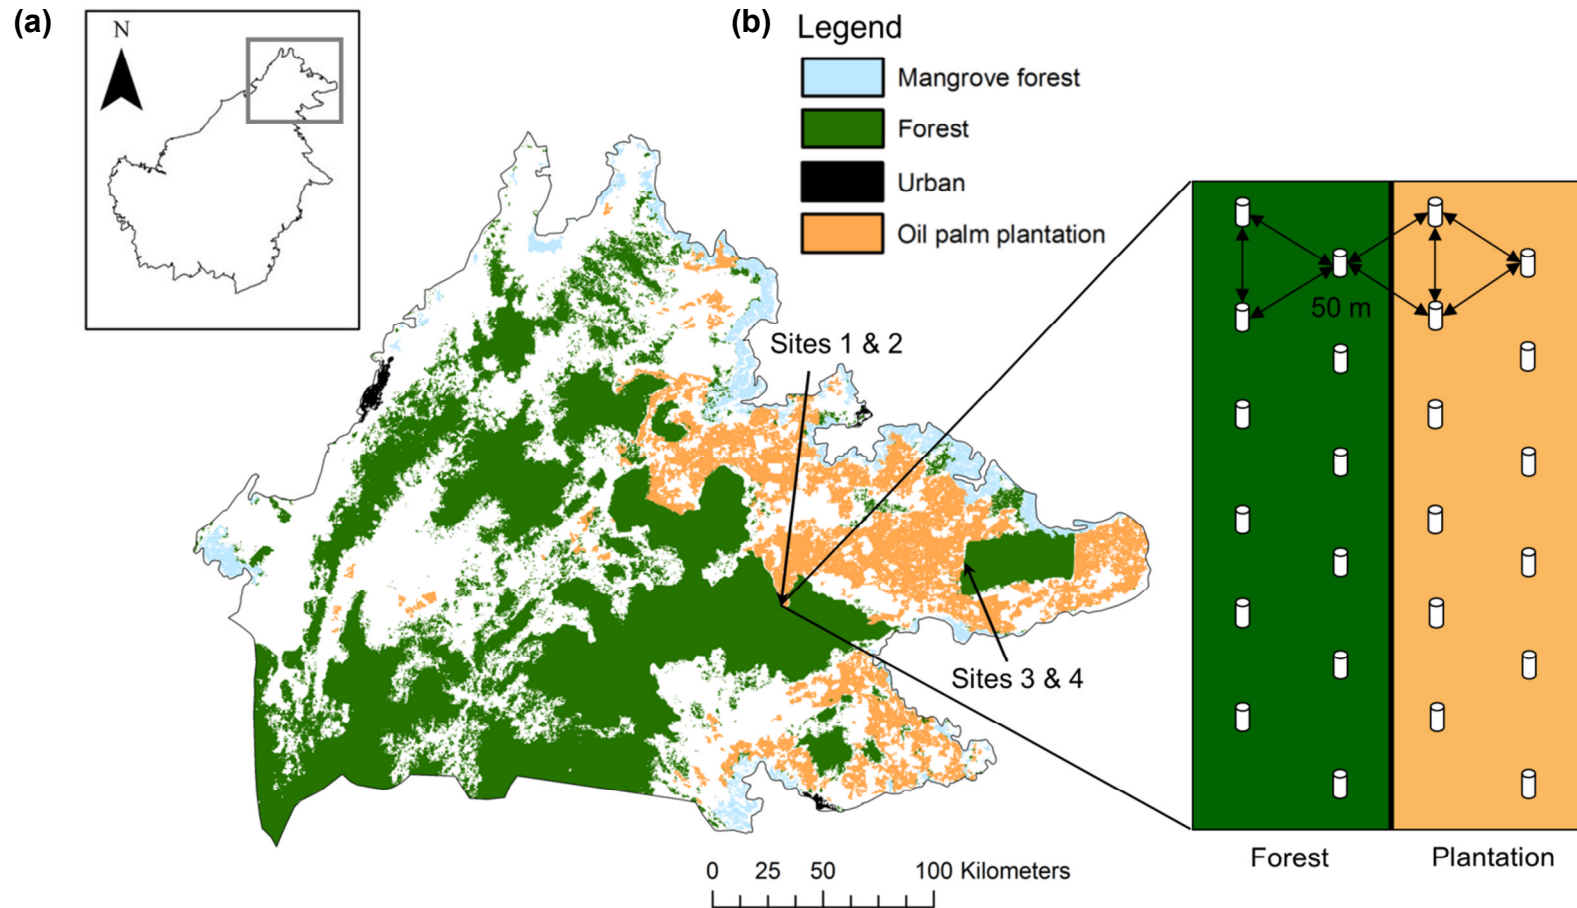 (a)
N
(b)
Legend
Mangrove forest
Forest
Urban
Oil palm plantation
Sites 1 & 2
50 m
Sites 3 & 4
Forest
Plantation
0 25 50 100 Kilometers